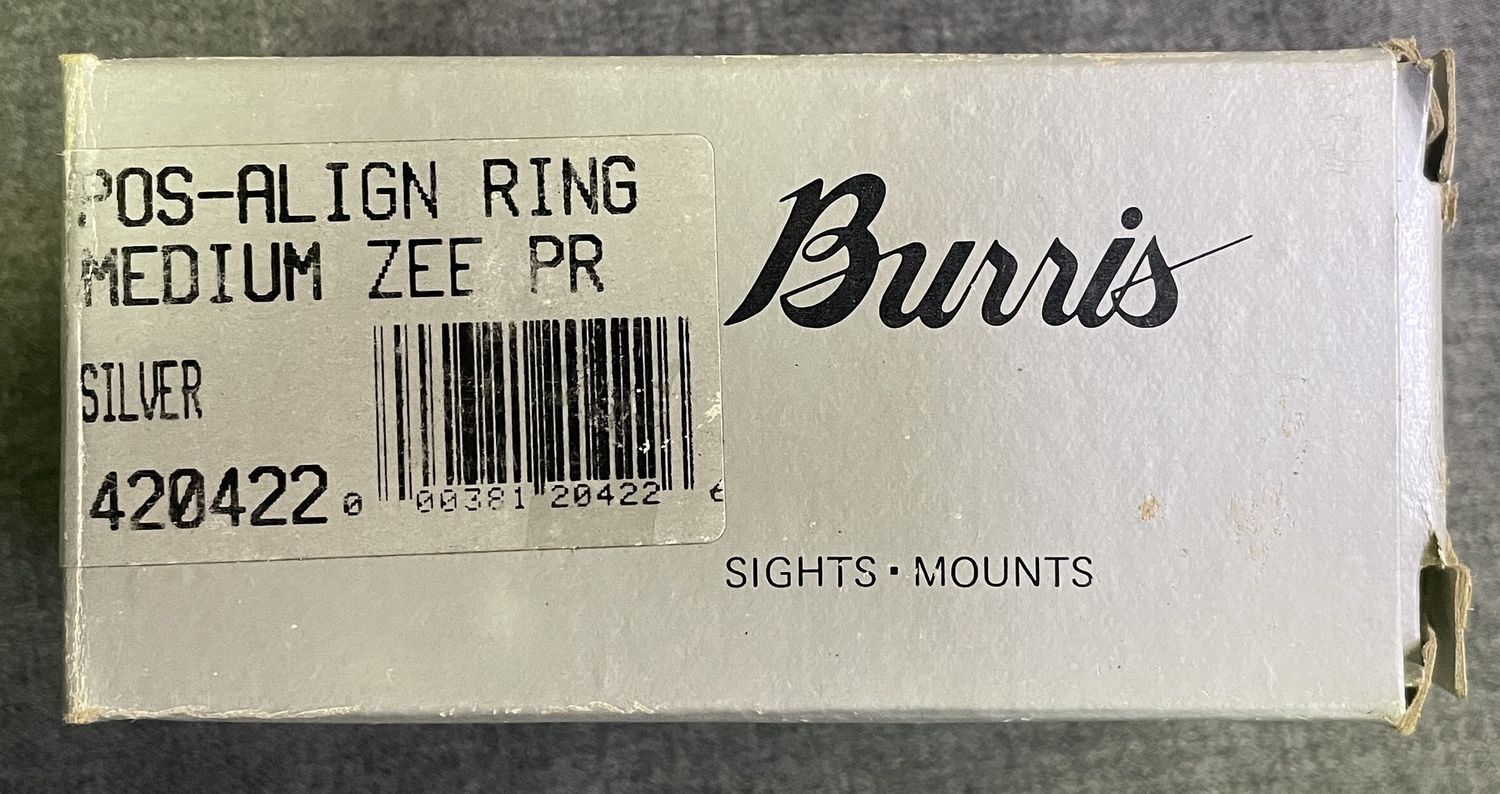 POS-ALIGN RING
MEDIUM ZEE PR
SILVER
420422
0 00381 20422 6
Burris
SIGHTS▪MOUNTS